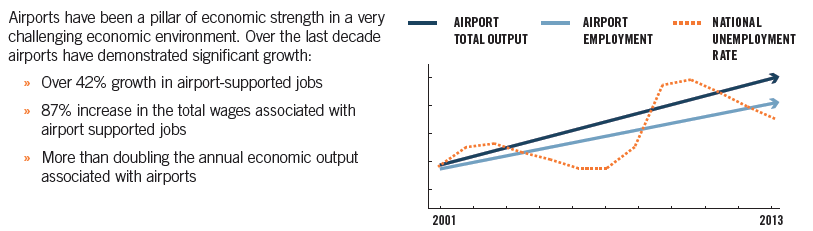 Airports have been a pillar of economic strength in a very
challenging economic environment. Over the last decade
airports have demonstrated significant growth:
» Over 42% growth in airport-supported jobs
» 87% increase in the total wages associated with
airport supported jobs
» More than doubling the annual economic output
associated with airports
AIRPORT
TOTAL OUTPUT
AIRPORT
EMPLOYMENT
NATIONAL
UNEMPLOYMENT
RATE
2001
2013